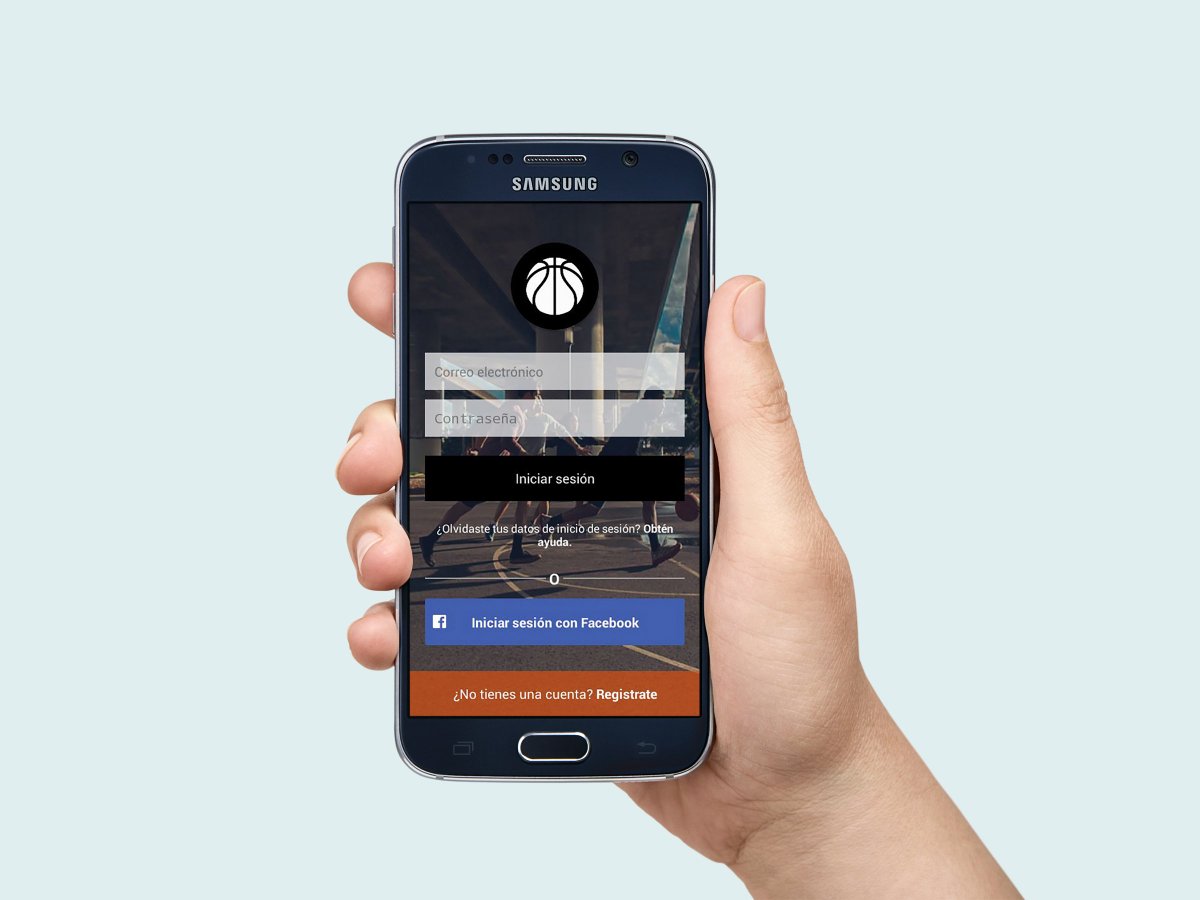 SAMSUNG
Correo electrónico
Contraseña
Iniciar sesión
¿Olvidaste tus datos de inicio de sesión? Obtén
ayuda.
O
Iniciar sesión con Facebook
¿No tienes una cuenta? Registrate